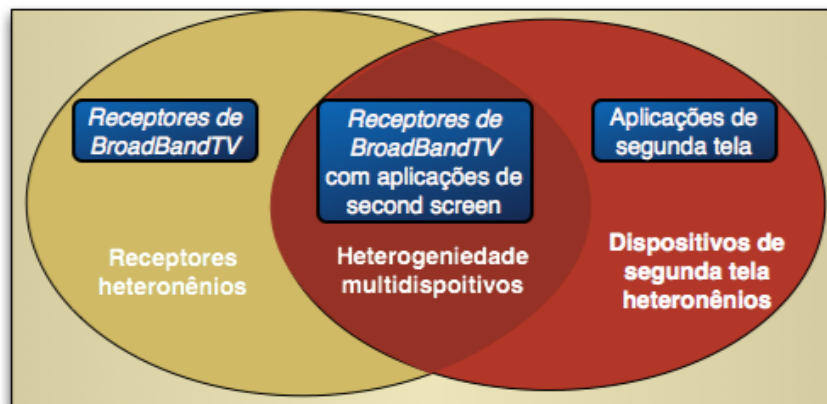 Receptores de
BroadBandTV
Receptores
heteronênios
Receptores de
BroadBandTV
com aplicações de
second screen
Heterogeniedade
multidispoitivos
Aplicações de
segunda tela
Dispositivos de
segunda tela
heteronênios